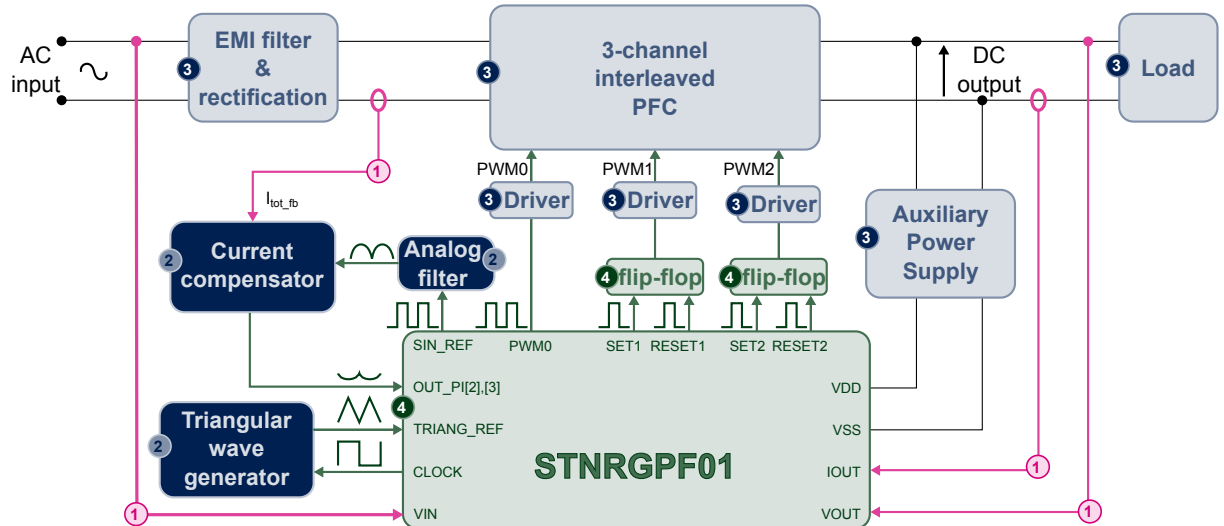 AC
input
3
EMI filter
&
rectification
3
3-channel
interleaved
PFC
DC
output
3
Load
1
I_tot_fb
PWM0
PWM1
PWM2
3 Driver
3 Driver
3 Driver
3
Auxiliary
Power
Supply
2
Current
compensator
Analog
filter
2
4 flip-flop
4 flip-flop
SIN_REF
PWM0
SET1
RESET1
SET2
RESET2
OUT_PI[2],[3]
VDD
4
2
Triangular
wave
generator
TRIANG_REF
VSS
STNRGPF01
CLOCK
IOUT
1
1
VIN
VOUT
1